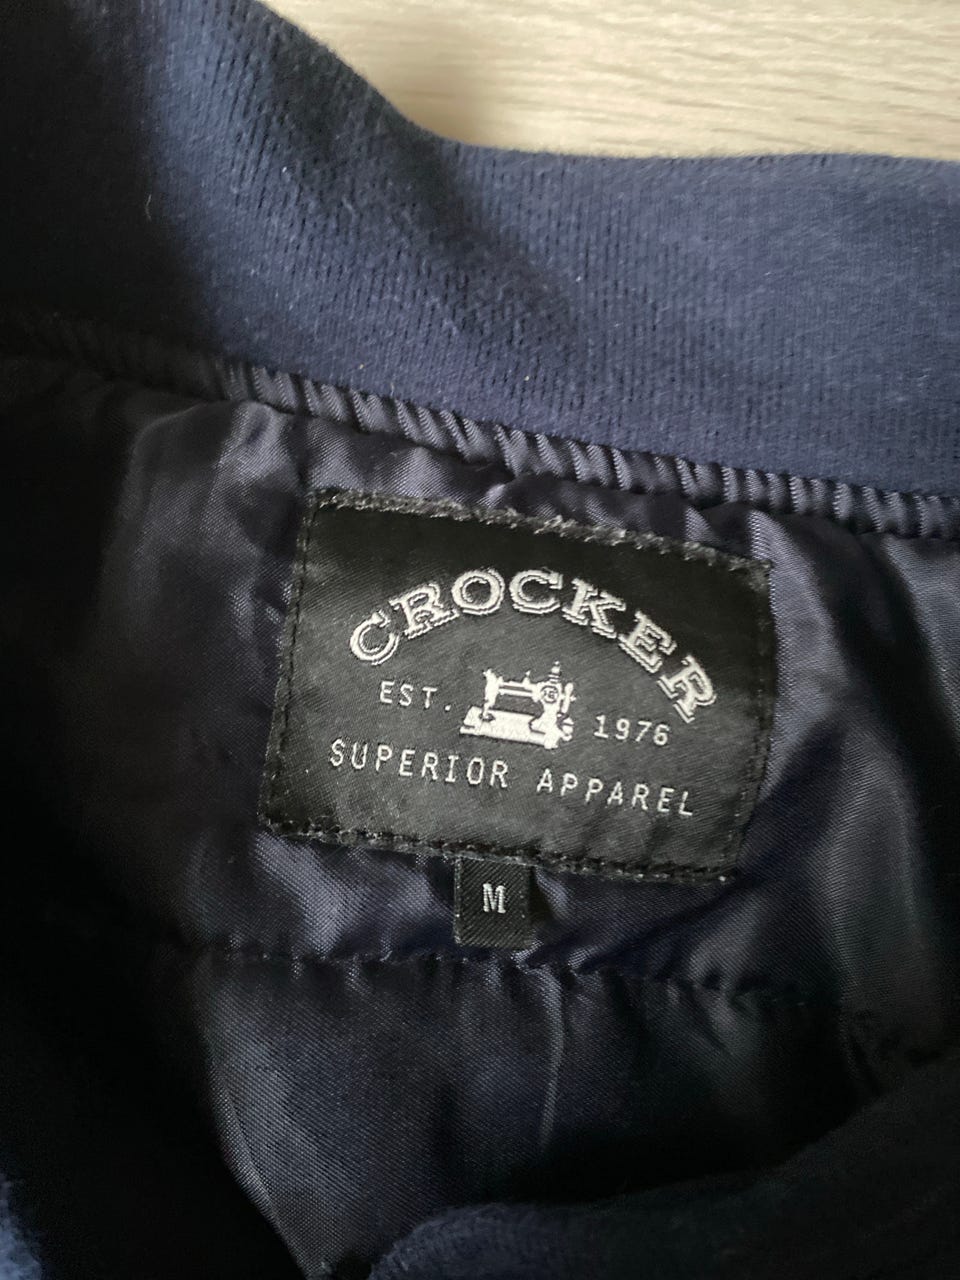 CROCKER
EST. 1976
SUPERIOR APPAREL
M